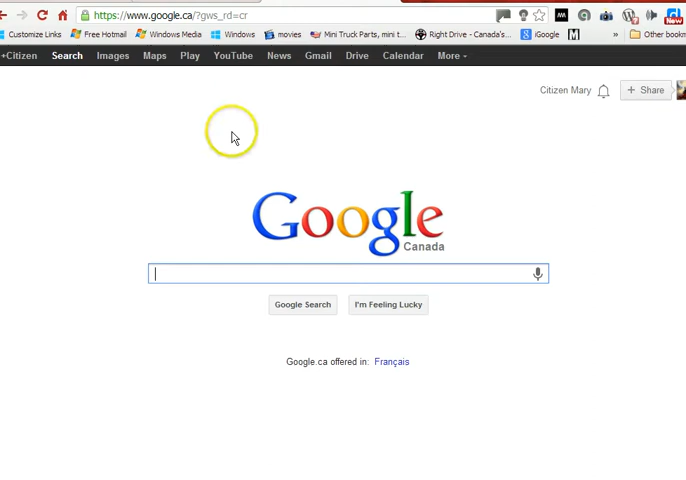 https://www.google.ca/?gws_rd=cr
Customize Links Free Hotmail Windows Media Windows movies Mini Truck Parts, mini t... Right Drive - Canada's... iGoogle M » Other bookm
+Citizen Search Images Maps Play YouTube News Gmail Drive Calendar More
Citizen Mary + Share
Google
Canada
Google Search I'm Feeling Lucky
Google.ca offered in: Français